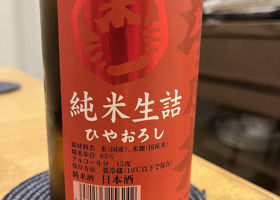 純米生詰
ひやおろし
原材料名 米(国産)、米麹(国産米)
精米歩合 65%
アルコール分 15度
保存方法 要冷蔵(10℃以下で保存)
純米酒 日本酒